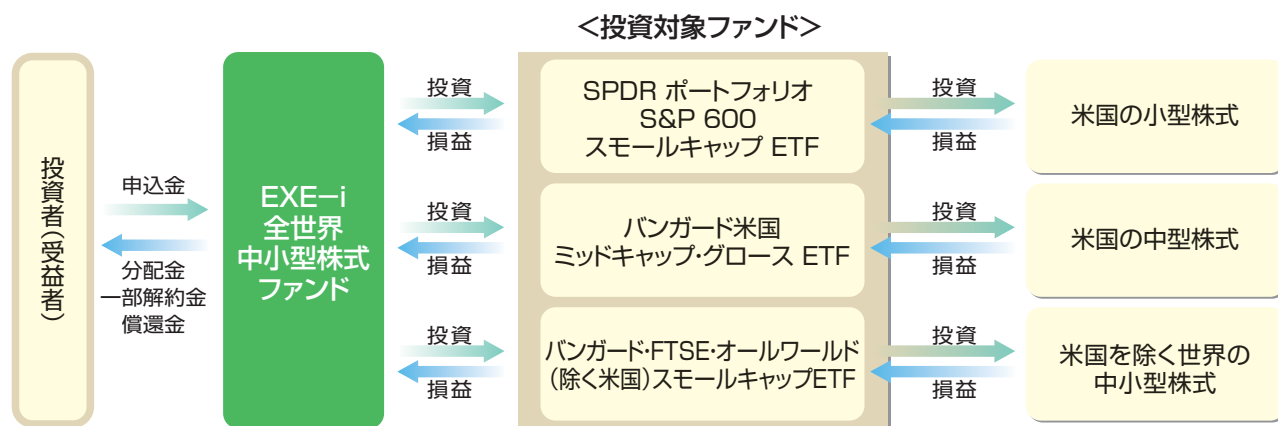 <投資対象ファンド>
投資者(受益者)
申込金
分配金
一部解約金
償還金
EXE-i
全世界
中小型株式
ファンド
投資
損益
SPDR ポートフォリオ
S&P 600
スモールキャップ ETF
投資
損益
米国の小型株式
投資
損益
バンガード米国
ミッドキャップ・グロース ETF
投資
損益
米国の中型株式
投資
損益
バンガード・FTSE・オールワールド
(除く米国)スモールキャップETF
投資
損益
米国を除く世界の
中小型株式